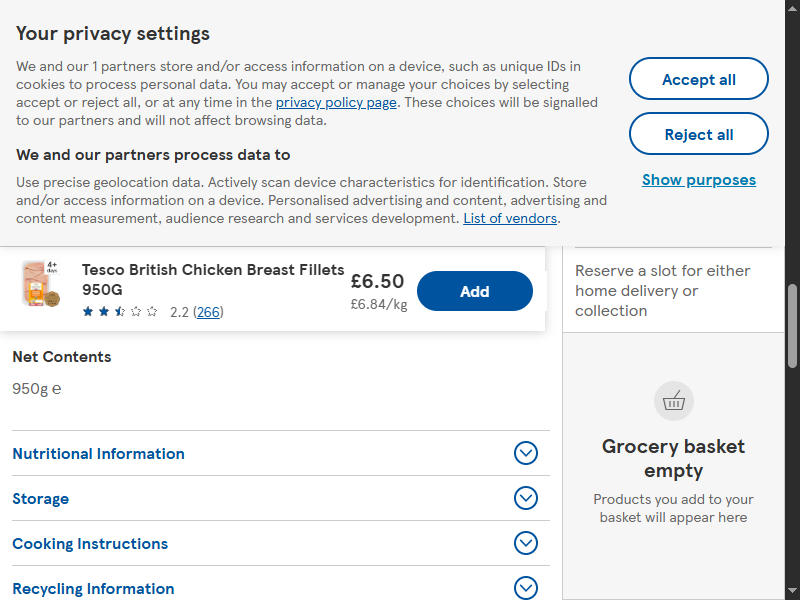 Your privacy settings
We and our 1 partners store and/or access information on a device, such as unique IDs in
cookies to process personal data. You may accept or manage your choices by selecting
accept or reject all, or at any time in the privacy policy page. These choices will be signalled
to our partners and will not affect browsing data.
We and our partners process data to
Use precise geolocation data. Actively scan device characteristics for identification. Store
and/or access information on a device. Personalised advertising and content, advertising and
content measurement, audience research and services development. List of vendors.
Accept all
Reject all
Show purposes
4+
days
Tesco British Chicken Breast Fillets
950G
2.2 (266)
£6.50
£6.84/kg
Add
Net Contents
950g ℮
Nutritional Information
Storage
Cooking Instructions
Recycling Information
Reserve a slot for either
home delivery or
collection
Grocery basket
empty
Products you add to your
basket will appear here